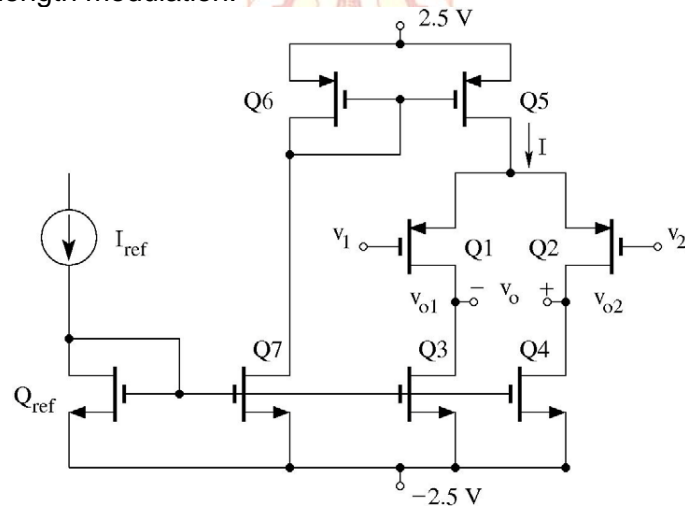 length modulation.
2.5 V
Q6
Q5
I
I_ref
v_1
Q1
Q2
v_2
v_o1
−
v_o
+
v_o2
Q7
Q3
Q4
Q_ref
−2.5 V